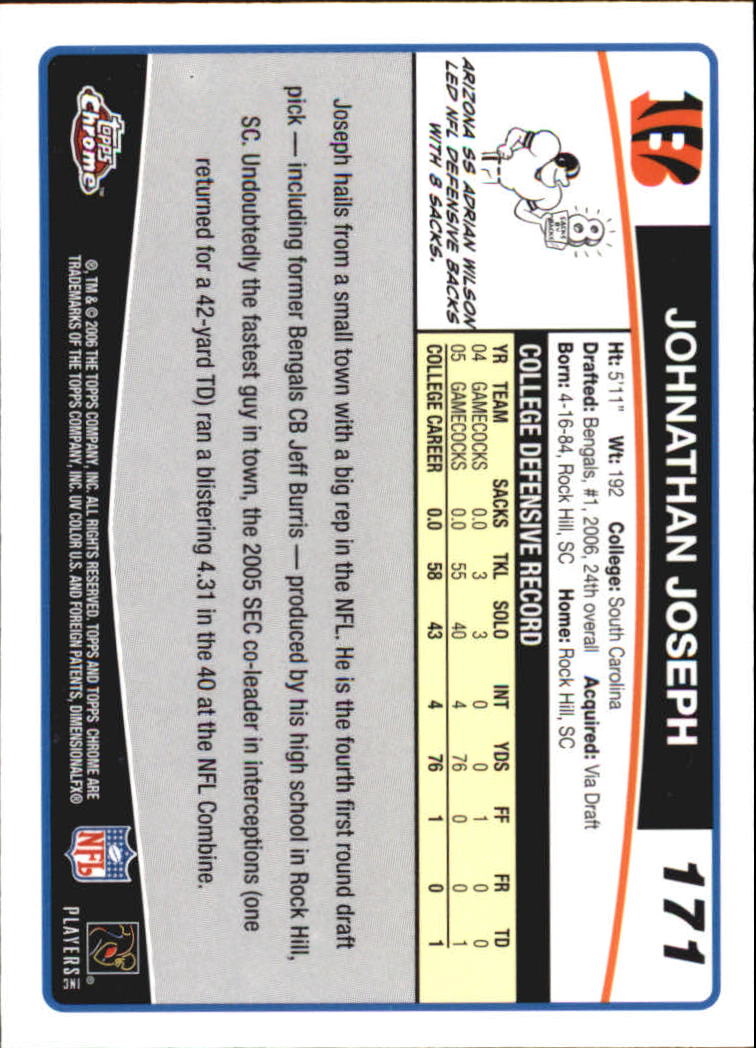 JOHNATHAN JOSEPH
171
Ht: 5'11" Wt: 192 College: South Carolina
Drafted: Bengals, #1, 2006, 24th overall Acquired: Via Draft
Born: 4-16-84, Rock Hill, SC Home: Rock Hill, SC
8
SACKS BY BACKS
ARIZONA SS ADRIAN WILSON
LED NFL DEFENSIVE BACKS
WITH 8 SACKS.
COLLEGE DEFENSIVE RECORD
YR TEAM SACKS TKL SOLO INT YDS FF FR TD
04 GAMECOCKS 0.0 3 3 0 0 1 0 0
05 GAMECOCKS 0.0 55 40 4 76 0 0 1
COLLEGE CAREER 0.0 58 43 4 76 1 0 1
Joseph hails from a small town with a big rep in the NFL. He is the fourth first round draft
pick — including former Bengals CB Jeff Burris — produced by his high school in Rock Hill,
SC. Undoubtedly the fastest guy in town, the 2005 SEC co-leader in interceptions (one
returned for a 42-yard TD) ran a blistering 4.31 in the 40 at the NFL Combine.
topps
Chrome™
®, TM & © 2006 THE TOPPS COMPANY, INC. ALL RIGHTS RESERVED. TOPPS AND TOPPS CHROME ARE
TRADEMARKS OF THE TOPPS COMPANY, INC. UV COLOR U.S. AND FOREIGN PATENTS, DIMENSIONALFX®
NFL
PLAYERS INC ®